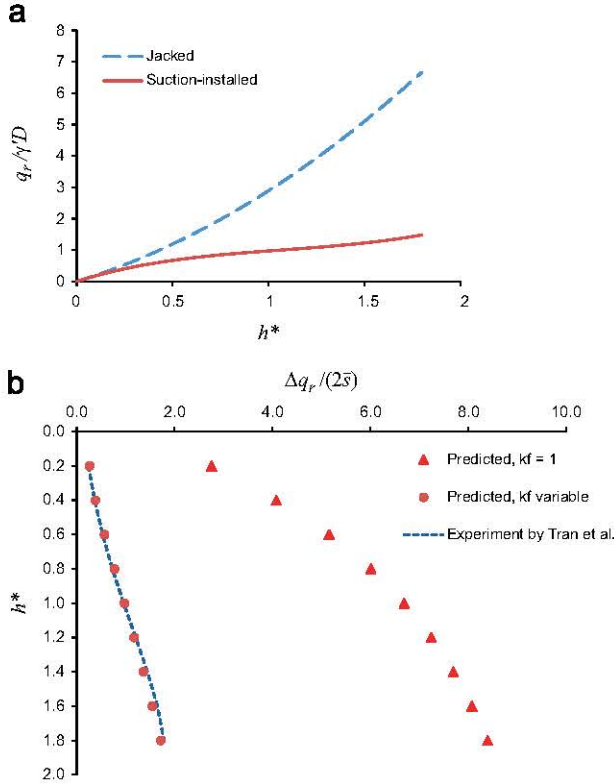 a
8
7
6
5
4
3
2
1
0
q_r/γ'D
Jacked
Suction-installed
0
0.5
1
1.5
2
h*
b
Δq_r/(2s̅)
0.0
2.0
4.0
6.0
8.0
10.0
0.0
0.2
0.4
0.6
0.8
1.0
1.2
1.4
1.6
1.8
2.0
h*
Predicted, kf = 1
Predicted, kf variable
Experiment by Tran et al.